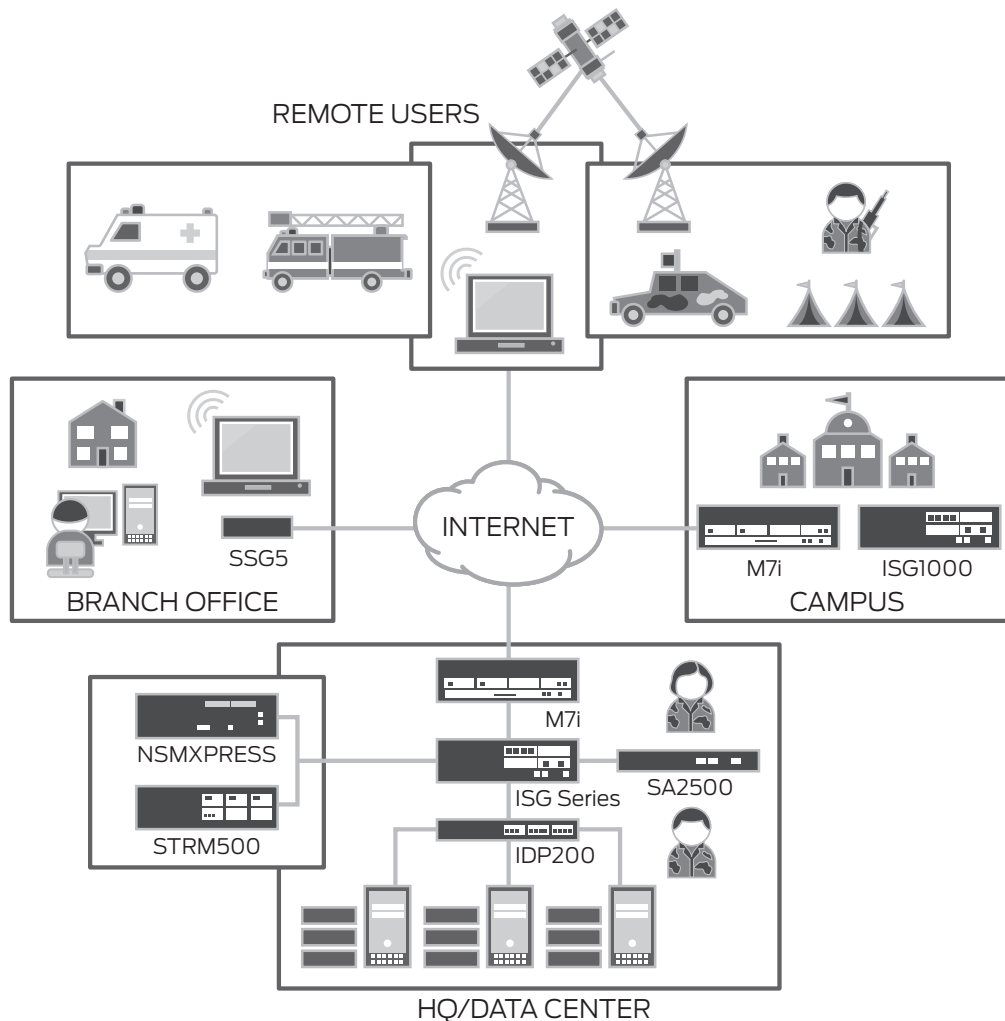 REMOTE USERS
INTERNET
SSG5
BRANCH OFFICE
M7i
ISG1000
CAMPUS
M7i
NSMXPRESS
ISG Series
SA2500
STRM500
IDP200
HQ/DATA CENTER